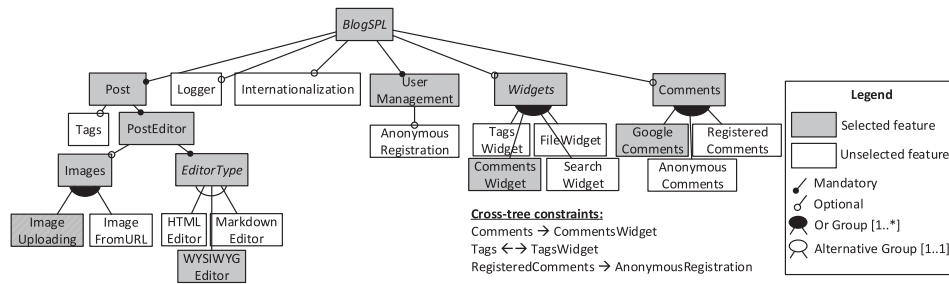 BlogSPL
Post
Logger
Internationalization
User
Management
Widgets
Comments
Tags
PostEditor
Anonymous
Registration
Tags
Widget
FileWidget
Comments
Widget
Search
Widget
Google
Comments
Registered
Comments
Anonymous
Comments
Images
EditorType
Image
Uploading
Image
FromURL
HTML
Editor
Markdown
Editor
WYSIWYG
Editor
Cross-tree constraints:
Comments → CommentsWidget
Tags ←→ TagsWidget
RegisteredComments → AnonymousRegistration
Legend
Selected feature
Unselected feature
Mandatory
Optional
Or Group [1..*]
Alternative Group [1..1]